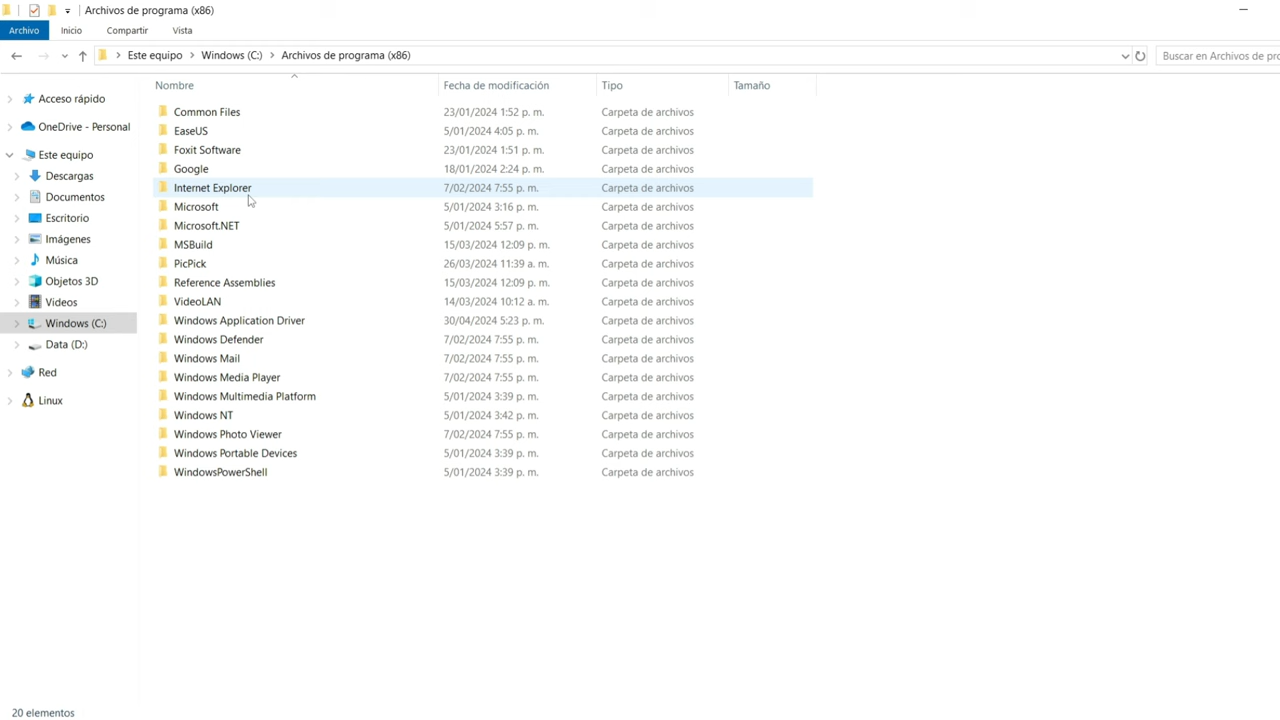 Archivos de programa (x86)
Archivo Inicio Compartir Vista
Este equipo Windows (C:) Archivos de programa (x86)
Buscar en Archivos de
Nombre Fecha de modificación Tipo Tamaño
Acceso rápido
OneDrive - Personal
Este equipo
Descargas
Documentos
Escritorio
Imágenes
Música
Objetos 3D
Videos
Windows (C:)
Data (D:)
Red
Linux
Common Files 23/01/2024 1:52 p. m. Carpeta de archivos
EaseUS 5/01/2024 4:05 p. m. Carpeta de archivos
Foxit Software 23/01/2024 1:51 p. m. Carpeta de archivos
Google 18/01/2024 2:24 p. m. Carpeta de archivos
Internet Explorer 7/02/2024 7:55 p. m. Carpeta de archivos
Microsoft 5/01/2024 3:16 p. m. Carpeta de archivos
Microsoft.NET 5/01/2024 5:57 p. m. Carpeta de archivos
MSBuild 15/03/2024 12:09 p. m. Carpeta de archivos
PicPick 26/03/2024 11:39 a. m. Carpeta de archivos
Reference Assemblies 15/03/2024 12:09 p. m. Carpeta de archivos
VideoLAN 14/03/2024 10:12 a. m. Carpeta de archivos
Windows Application Driver 30/04/2024 5:23 p. m. Carpeta de archivos
Windows Defender 7/02/2024 7:55 p. m. Carpeta de archivos
Windows Mail 7/02/2024 7:55 p. m. Carpeta de archivos
Windows Media Player 7/02/2024 7:55 p. m. Carpeta de archivos
Windows Multimedia Platform 5/01/2024 3:39 p. m. Carpeta de archivos
Windows NT 5/01/2024 3:42 p. m. Carpeta de archivos
Windows Photo Viewer 7/02/2024 7:55 p. m. Carpeta de archivos
Windows Portable Devices 5/01/2024 3:39 p. m. Carpeta de archivos
WindowsPowerShell 5/01/2024 3:39 p. m. Carpeta de archivos
20 elementos